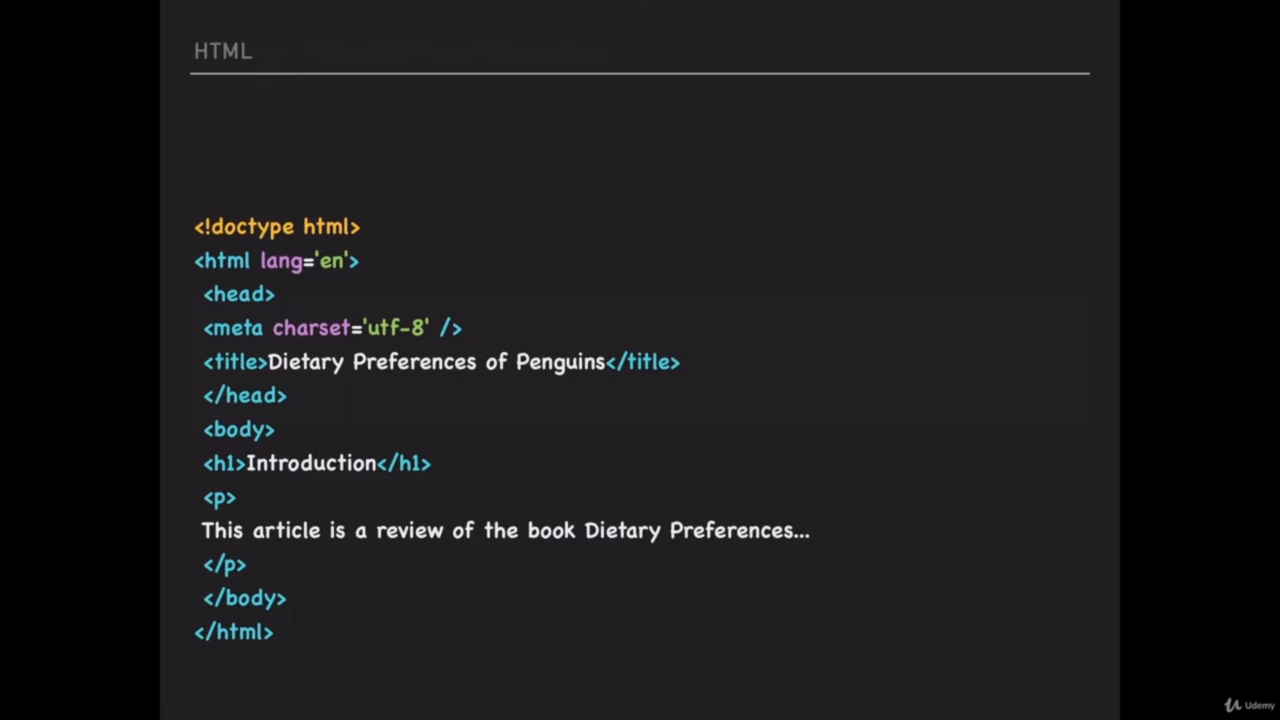 HTML
<!doctype html>
<html lang='en'>
<head>
<meta charset='utf-8' />
<title>Dietary Preferences of Penguins</title>
</head>
<body>
<h1>Introduction</h1>
<p>
This article is a review of the book Dietary Preferences...
</p>
</body>
</html>
Udemy